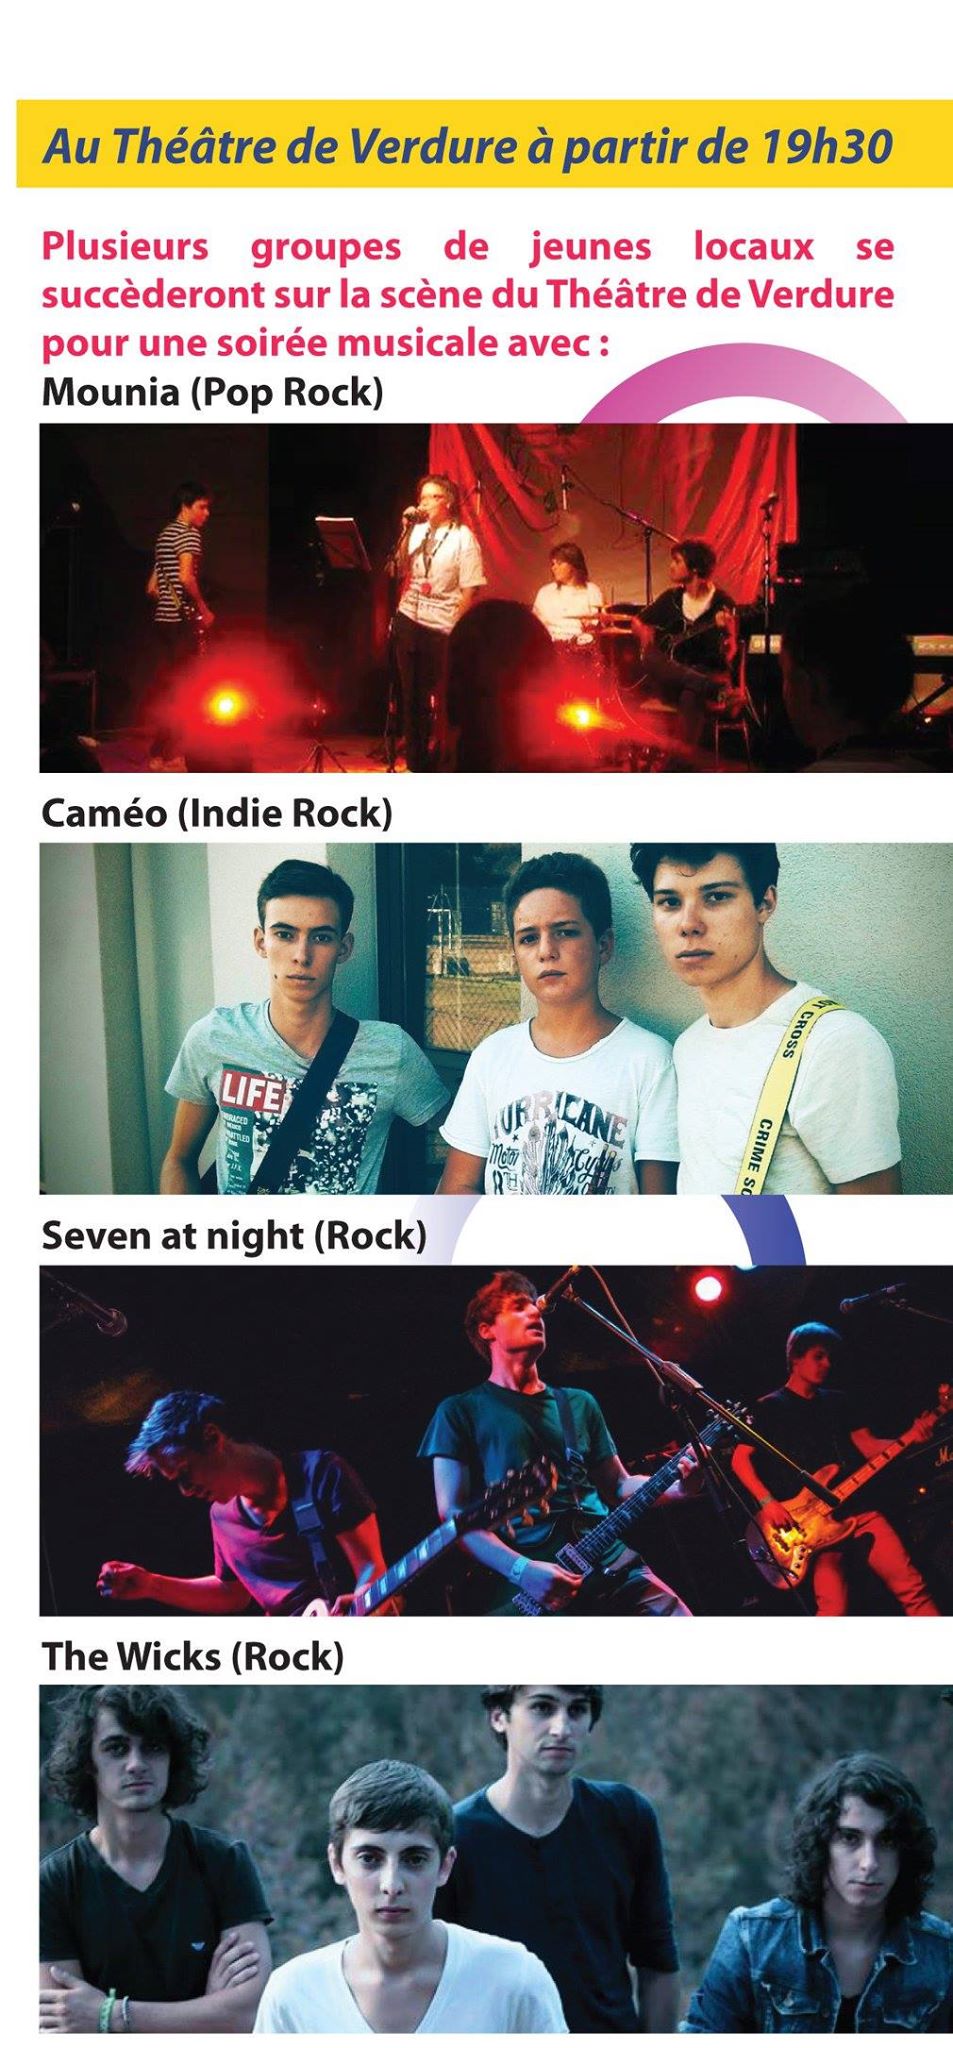 Au Théâtre de Verdure à partir de 19h30
Plusieurs groupes de jeunes locaux se
succèderont sur la scène du Théâtre de Verdure
pour une soirée musicale avec :
Mounia (Pop Rock)
Caméo (Indie Rock)
LIFE
HURRICANE
CROSS
CRIME SC
Seven at night (Rock)
The Wicks (Rock)